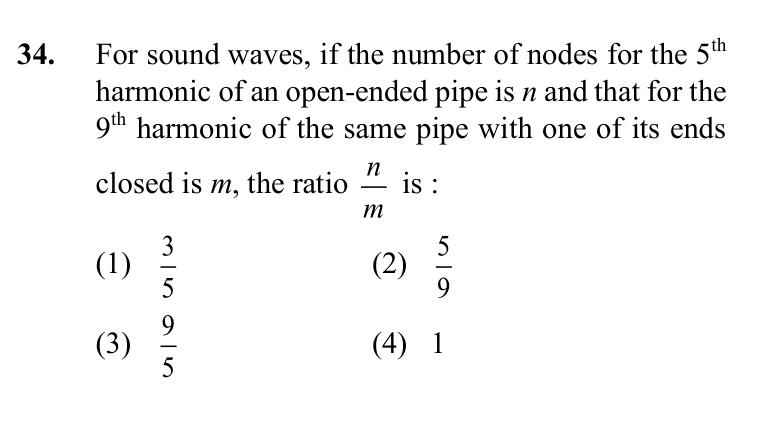 34. For sound waves, if the number of nodes for the 5th
harmonic of an open-ended pipe is n and that for the
9th harmonic of the same pipe with one of its ends
closed is m, the ratio n/m is :
(1) 3/5 (2) 5/9
(3) 9/5 (4) 1